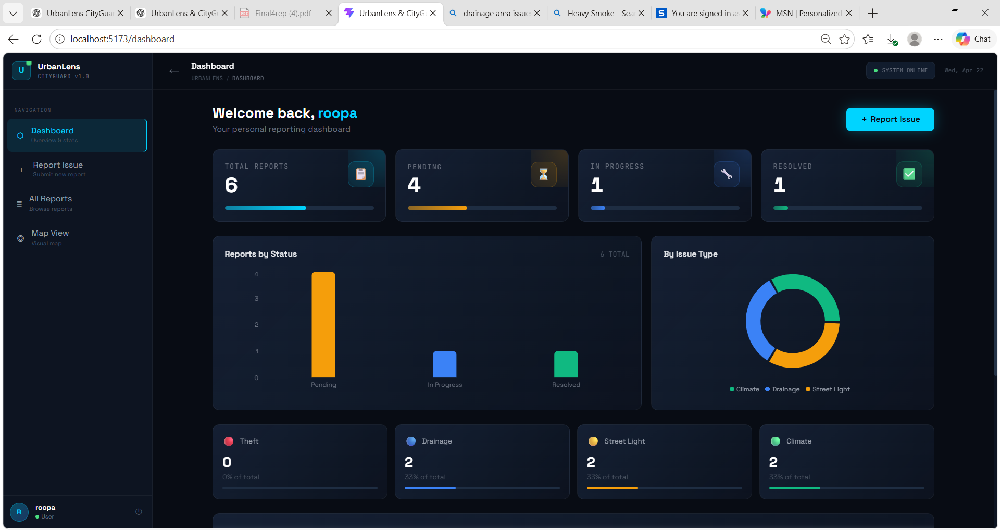 UrbanLens CityGuar
UrbanLens & CityG
Final4rep (4).pdf
UrbanLens & CityGu
drainage area issue
Heavy Smoke - Sear
You are signed in as
MSN | Personalized
localhost:5173/dashboard
Chat
U
UrbanLens
CITYGUARD v1.0
Dashboard
URBANLENS / DASHBOARD
SYSTEM ONLINE
Wed, Apr 22
NAVIGATION
Dashboard
Overview & stats
+ Report Issue
Submit new report
All Reports
Browse reports
Map View
Visual map
Welcome back, roopa
Your personal reporting dashboard
+ Report Issue
TOTAL REPORTS
6
PENDING
4
IN PROGRESS
1
RESOLVED
1
Reports by Status
6 TOTAL
4
3
2
1
0
Pending
In Progress
Resolved
By Issue Type
Climate
Drainage
Street Light
Theft
0
0% of total
Drainage
2
33% of total
Street Light
2
33% of total
Climate
2
33% of total
R
roopa
User